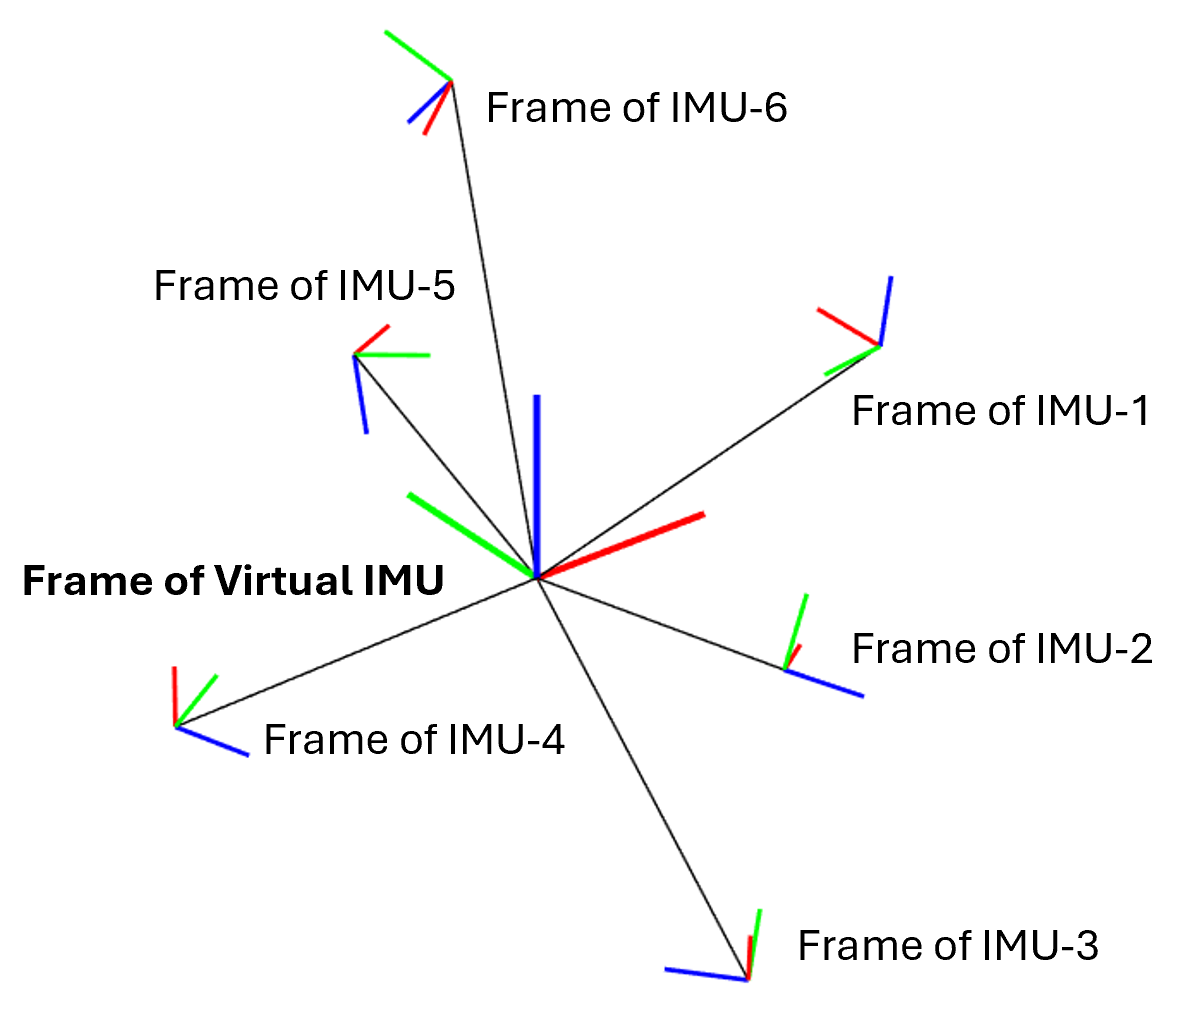 Frame of IMU-6
Frame of IMU-5
Frame of IMU-1
Frame of Virtual IMU
Frame of IMU-2
Frame of IMU-4
Frame of IMU-3